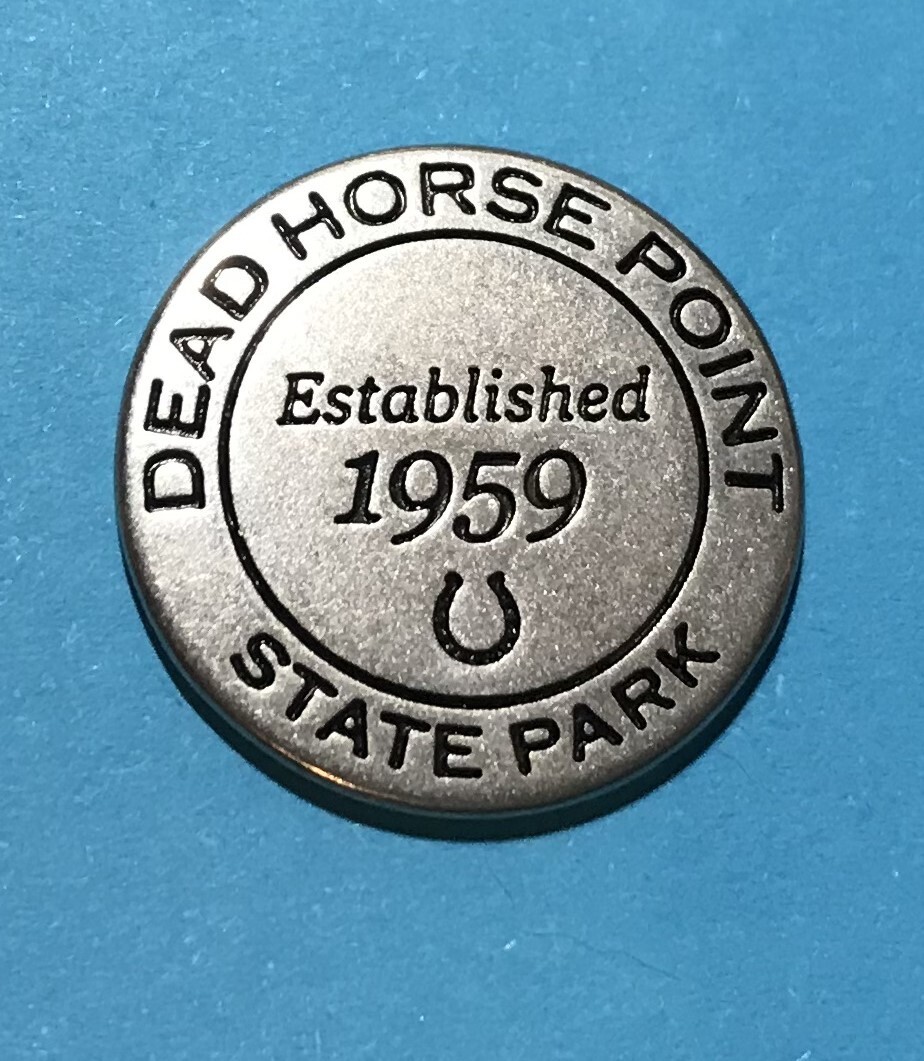 DEAD HORSE POINT
Established
1959
STATE PARK